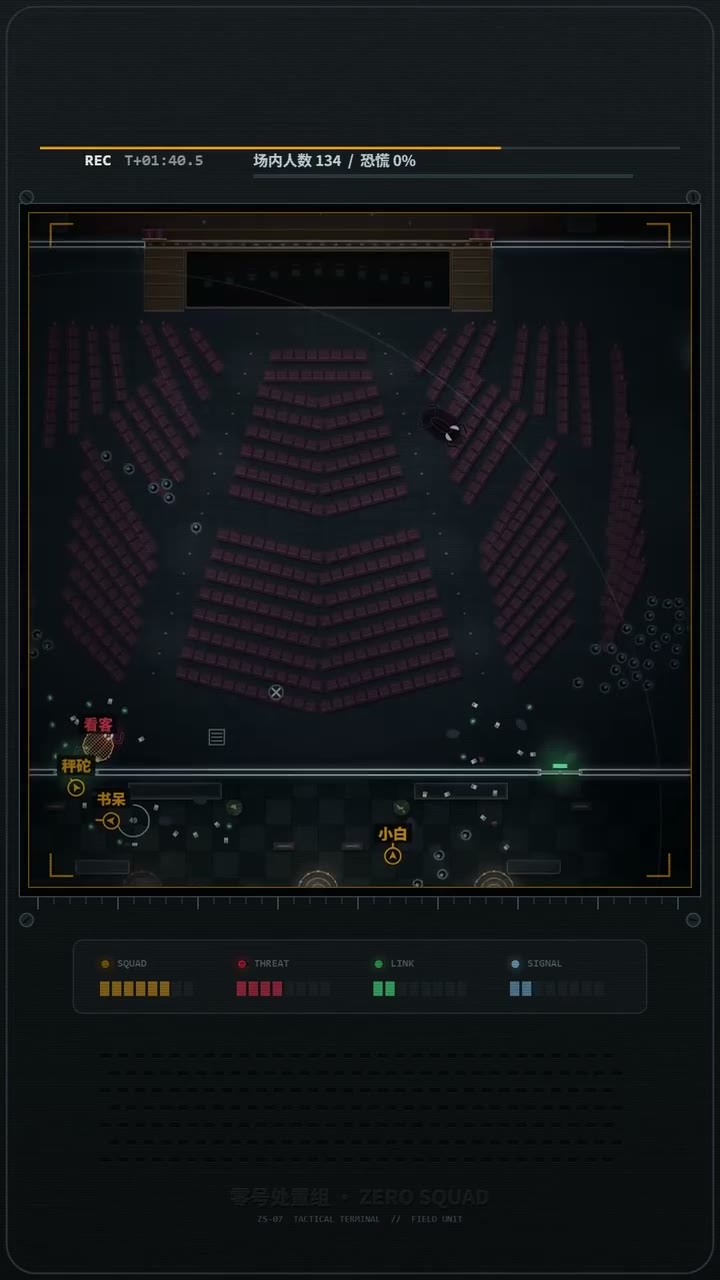 REC T+01:40.5 场内人数 134 / 恐慌 0%
看客
秤砣
书呆
49
小白
SQUAD THREAT LINK SIGNAL
零号处置组 · ZERO SQUAD
ZS-07 TACTICAL TERMINAL // FIELD UNIT